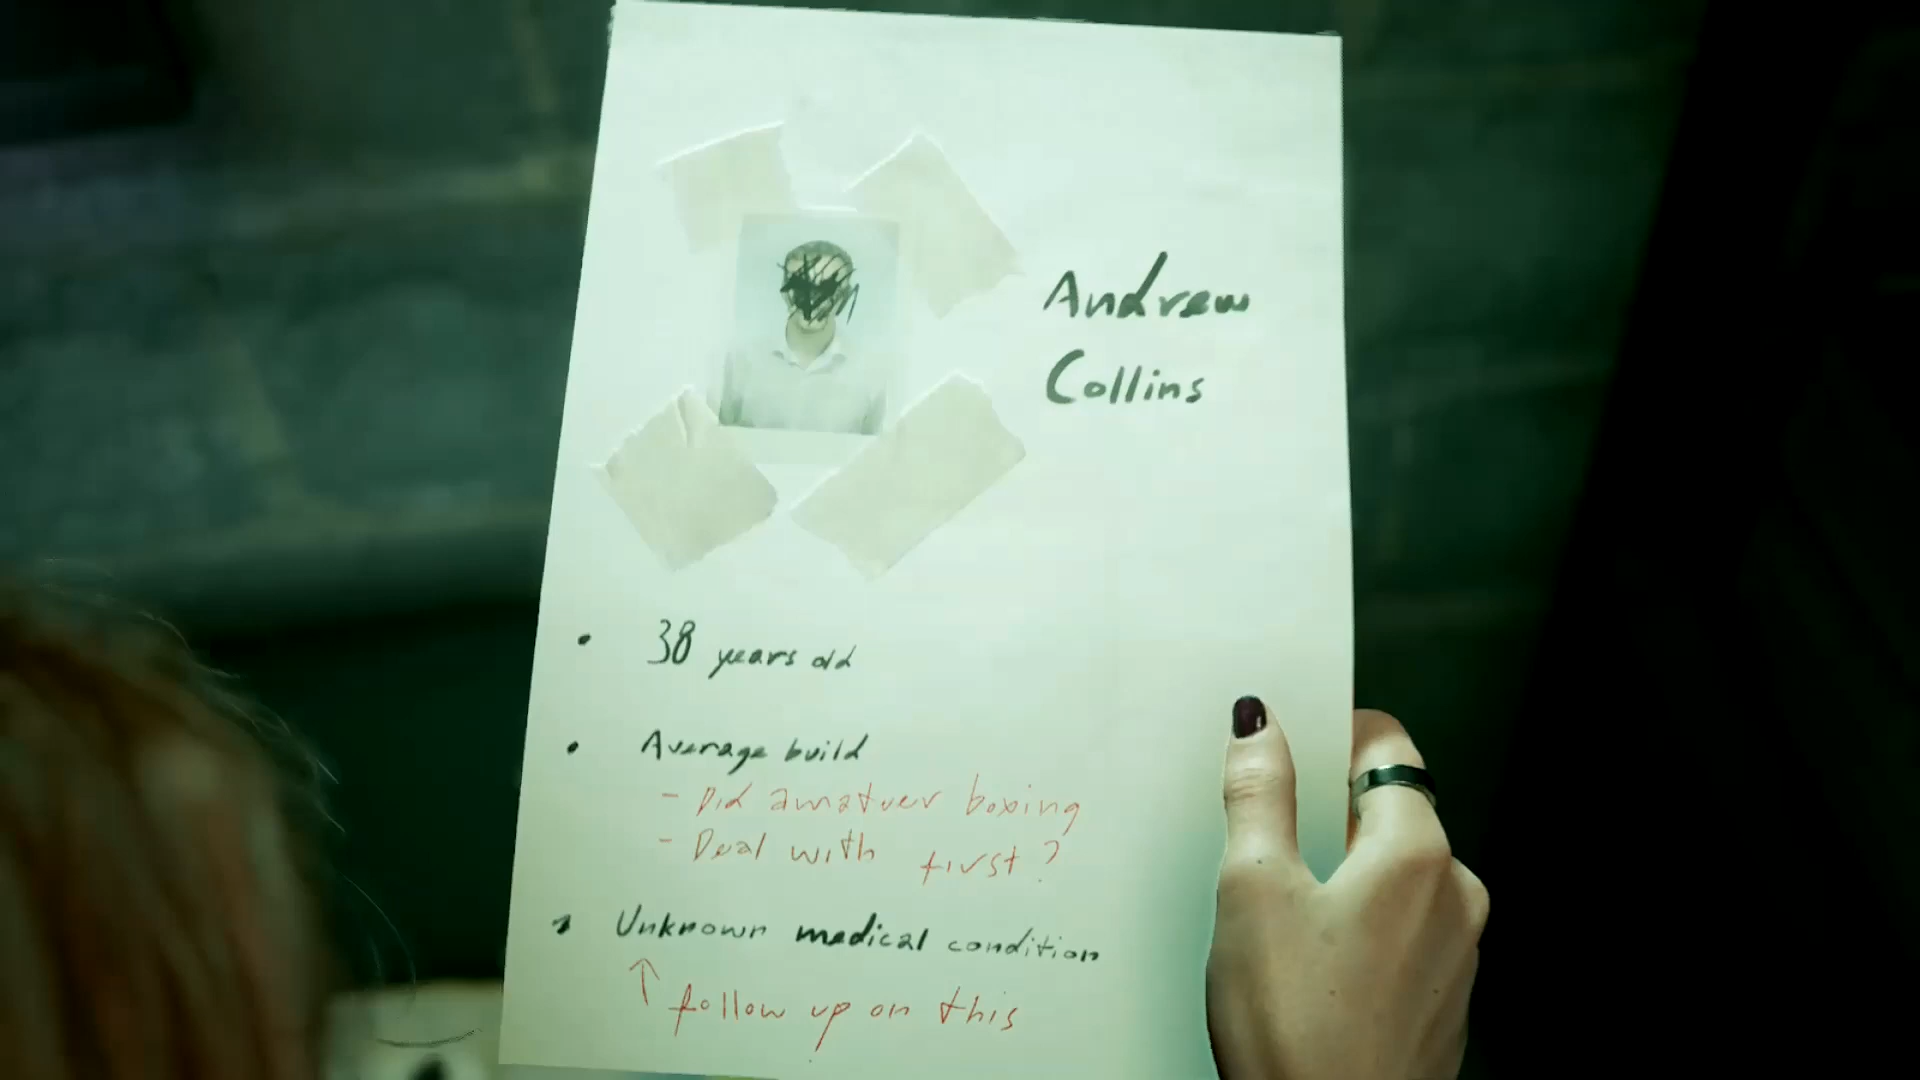 Andrew
Collins
• 38 years old
• Average build
- Did amatuer boxing
- Deal with first?
• Unknown medical condition
↑ follow up on this